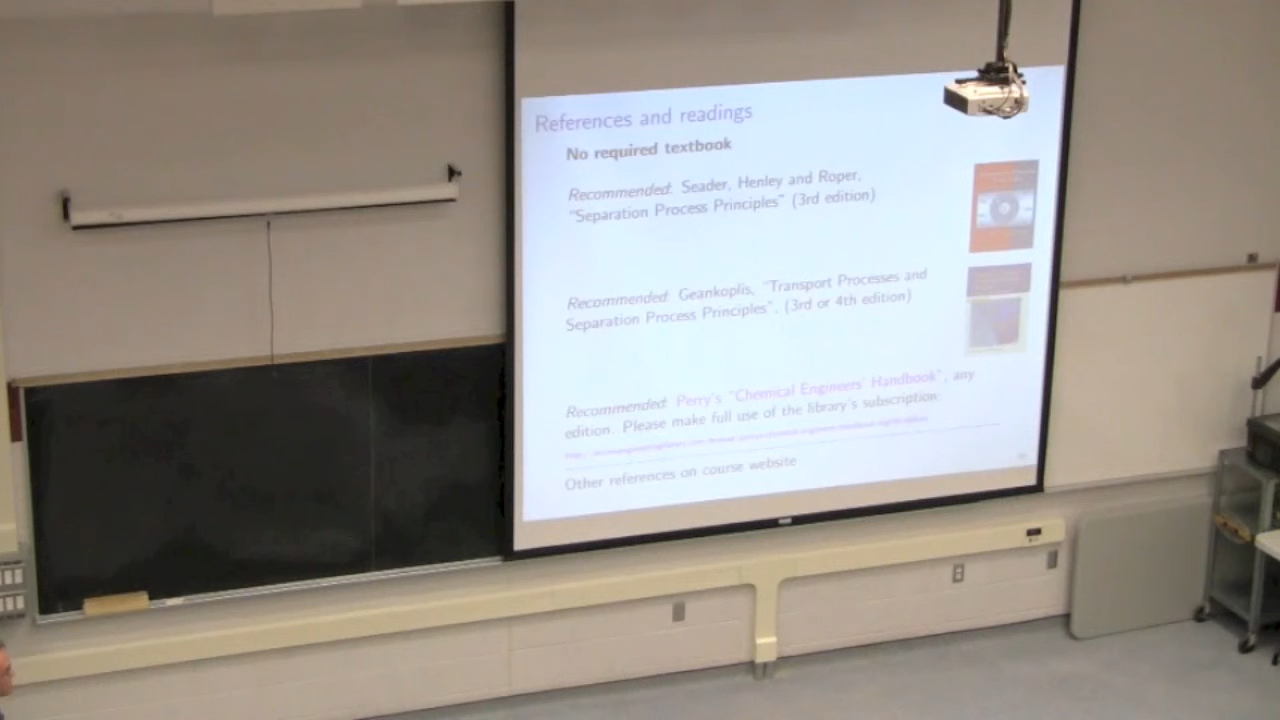 References and readings
No required textbook
Recommended: Seader, Henley and Roper,
"Separation Process Principles" (3rd edition)
Recommended: Geankoplis, "Transport Processes and
Separation Process Principles", (3rd or 4th edition)
Recommended: Perry's "Chemical Engineers' Handbook", any
edition. Please make full use of the library's subscription:
Other references on course website